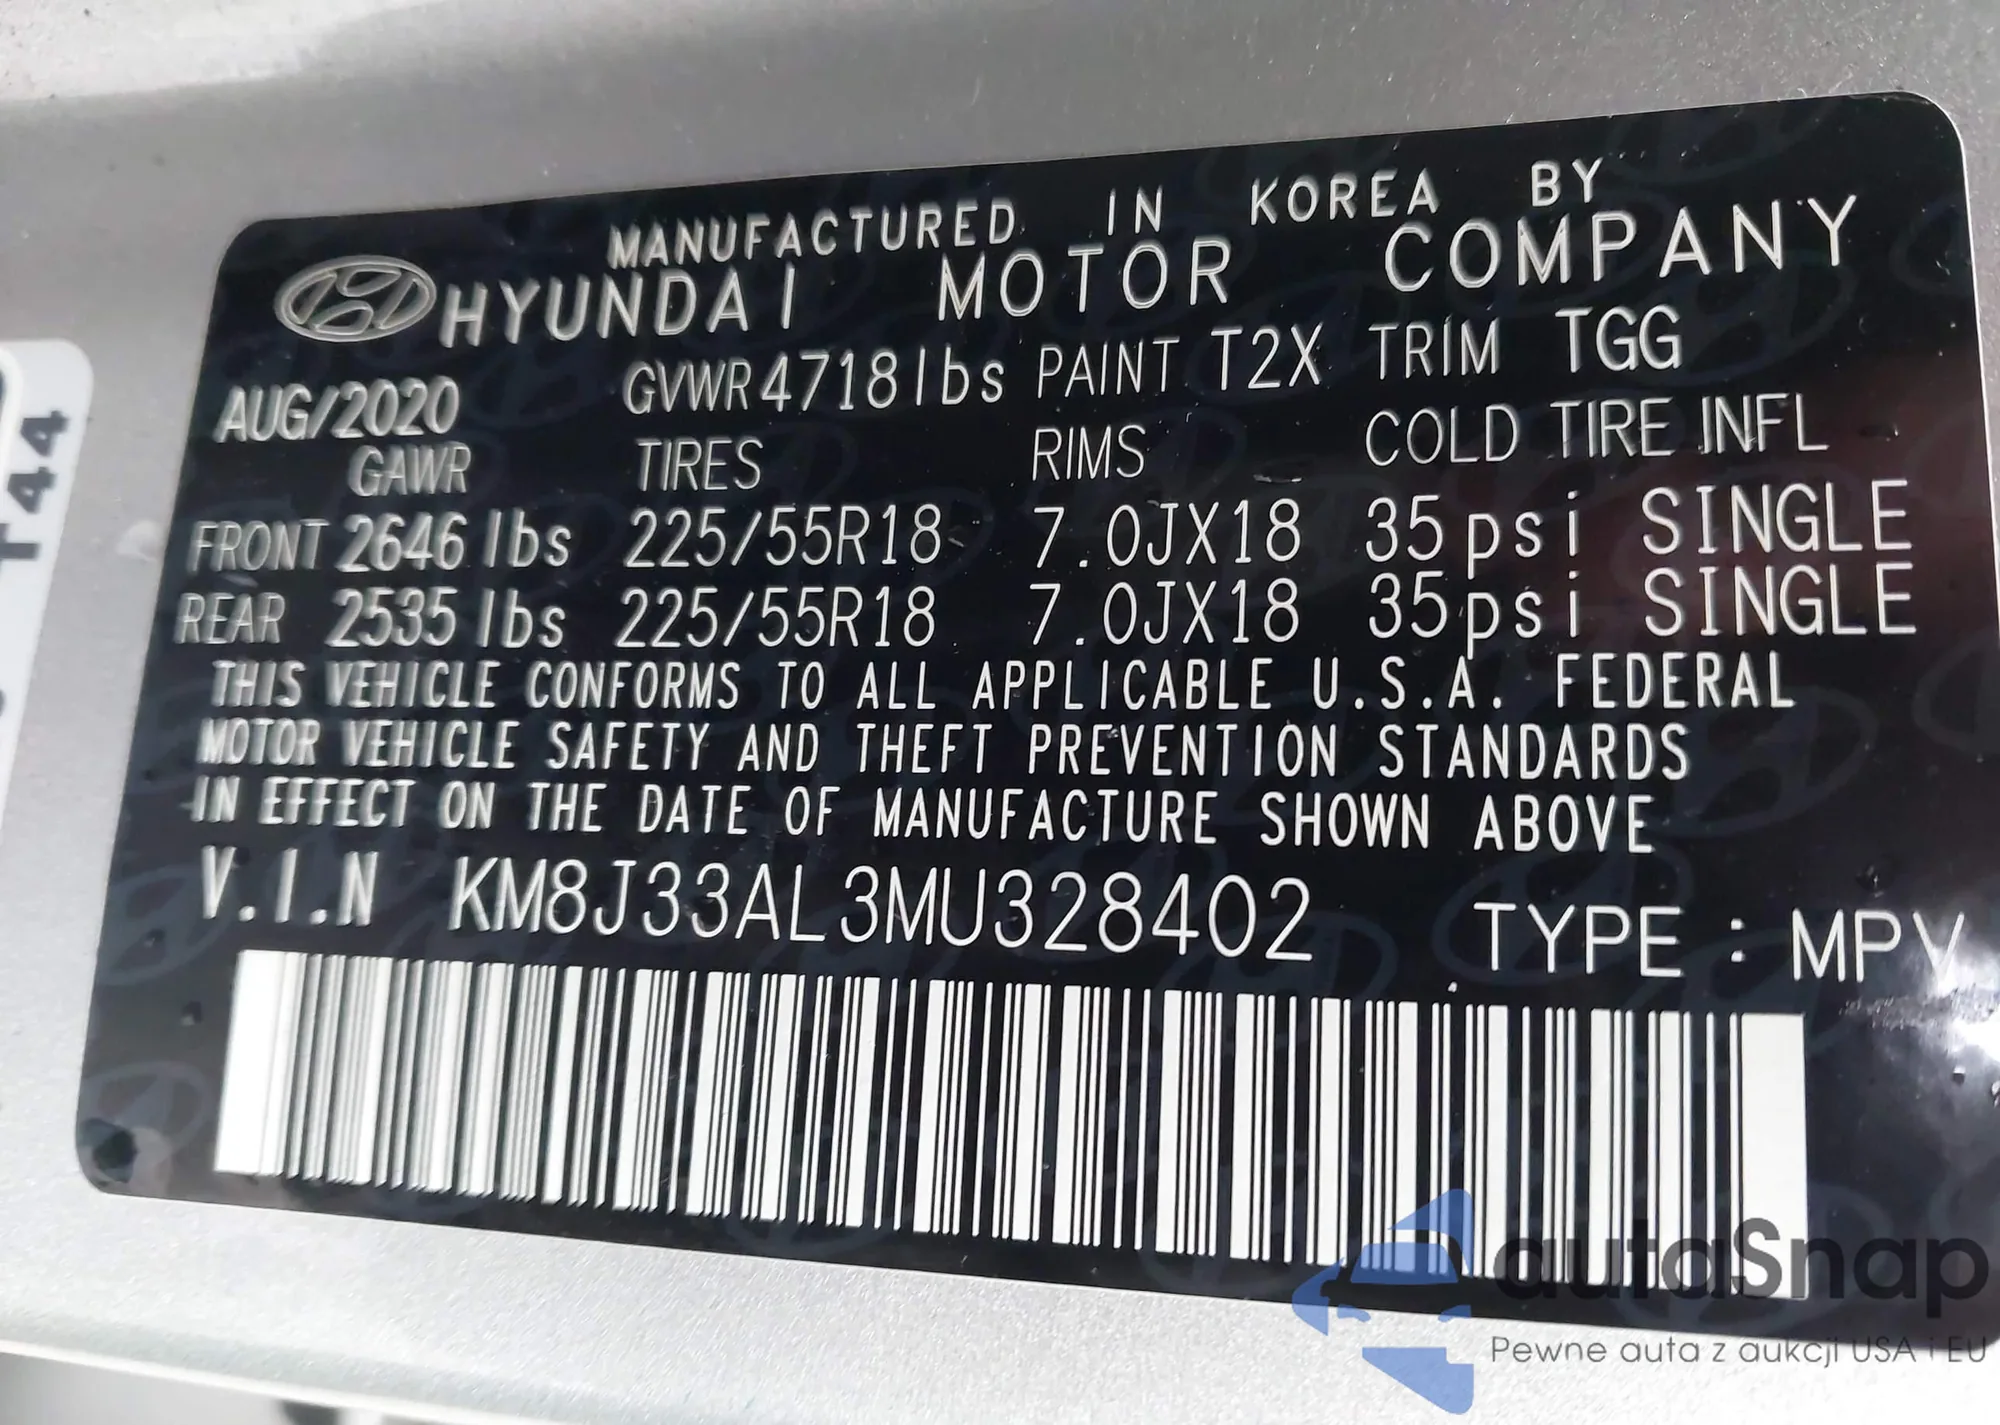 MANUFACTURED IN KOREA BY
HYUNDAI MOTOR COMPANY
AUG/2020 GVWR 4718lbs PAINT T2X TRIM TGG
GAWR TIRES RIMS COLD TIRE INFL
FRONT 2646 lbs 225/55R18 7.0JX18 35psi SINGLE
REAR 2535 lbs 225/55R18 7.0JX18 35psi SINGLE
THIS VEHICLE CONFORMS TO ALL APPLICABLE U.S.A. FEDERAL
MOTOR VEHICLE SAFETY AND THEFT PREVENTION STANDARDS
IN EFFECT ON THE DATE OF MANUFACTURE SHOWN ABOVE
V.I.N KM8J33AL3MU328402 TYPE : MPV
T44
autaSnap
Pewne auta z aukcji USA i EU